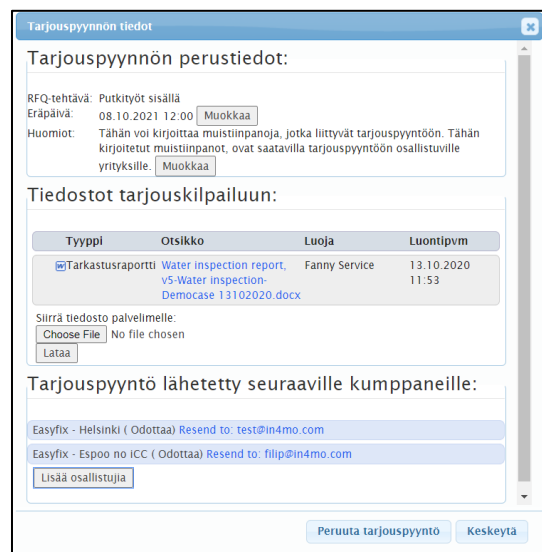 Tarjouspyynnön tiedot
Tarjouspyynnön perustiedot:
RFQ-tehtävä: Putkityöt sisällä
Eräpäivä: 08.10.2021 12:00 Muokkaa
Huomiot: Tähän voi kirjoittaa muistiinpanoja, jotka liittyvät tarjouspyyntöön. Tähän
kirjoitetut muistiinpanot, ovat saatavilla tarjouspyyntöön osallistuville
yrityksille. Muokkaa
Tiedostot tarjouskilpailuun:
Tyyppi Otsikko Luoja Luontipvm
Tarkastusraportti Water inspection report, Fanny Service 13.10.2020
v5-Water inspection- 11:53
Democase 13102020.docx
Siirrä tiedosto palvelimelle:
Choose File No file chosen
Lataa
Tarjouspyyntö lähetetty seuraaville kumppaneille:
Easyfix - Helsinki ( Odottaa) Resend to: test@in4mo.com
Easyfix - Espoo no iCC ( Odottaa) Resend to: filip@in4mo.com
Lisää osallistujia
Peruuta tarjouspyyntö Keskeytä